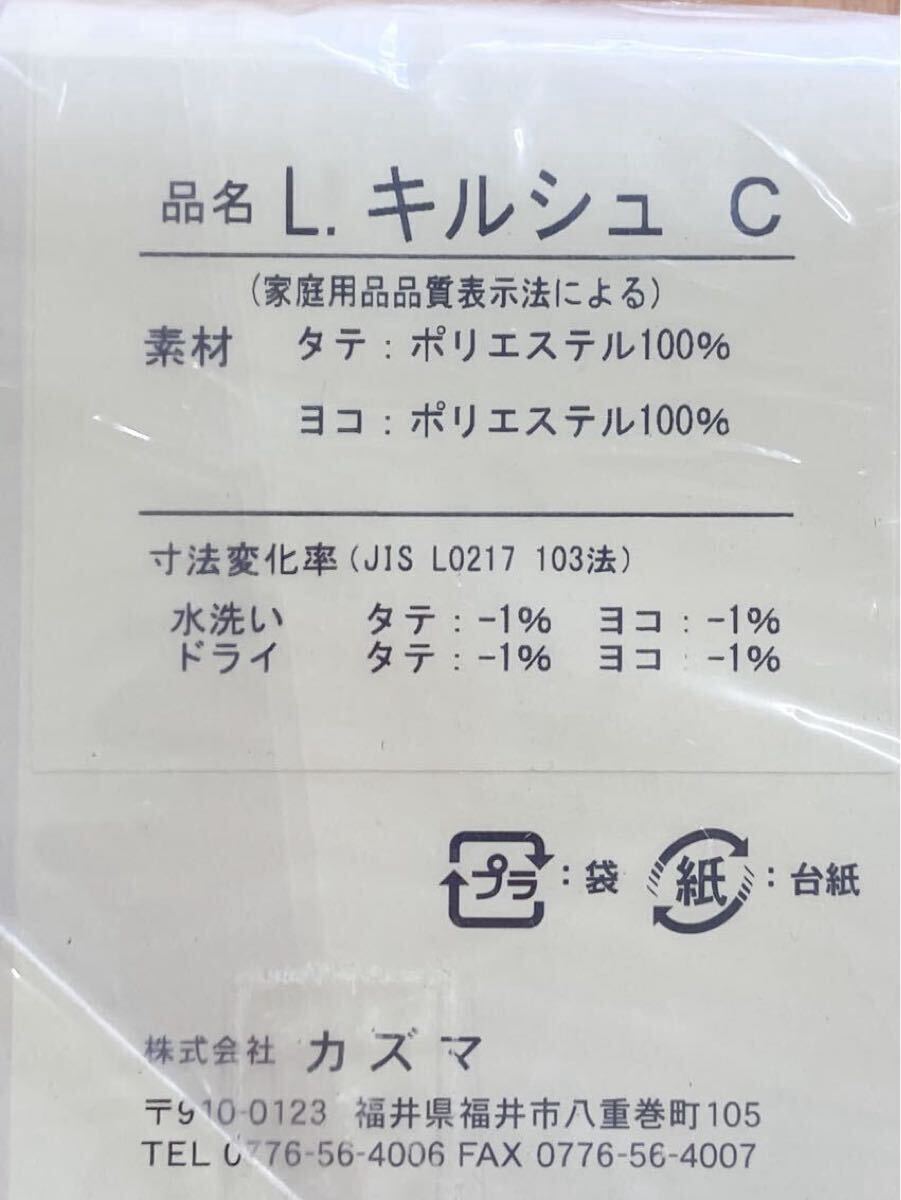 品名 L. キルシュ C
(家庭用品品質表示法による)
素材 タテ : ポリエステル100%
ヨコ : ポリエステル100%
寸法変化率(JIS L0217 103法)
水洗い タテ : -1% ヨコ : -1%
ドライ タテ : -1% ヨコ : -1%
プラ : 袋 紙 : 台紙
株式会社 カズマ
〒910-0123 福井県福井市八重巻町105
TEL 0776-56-4006 FAX 0776-56-4007